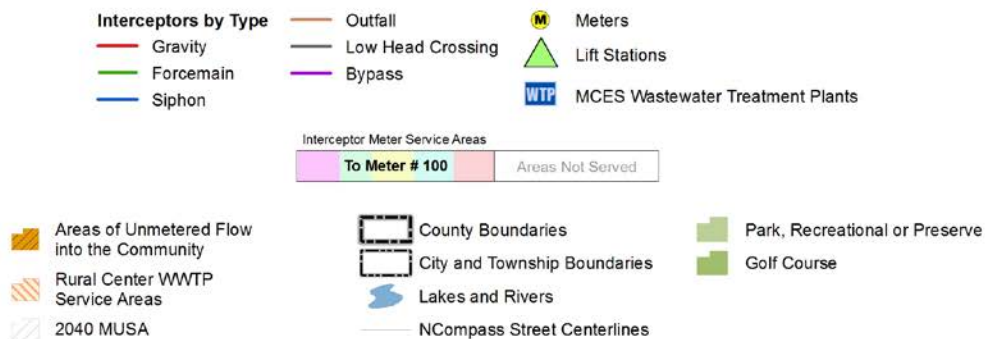 Interceptors by Type
Gravity
Forcemain
Siphon
Outfall
Low Head Crossing
Bypass
M Meters
Lift Stations
WTP MCES Wastewater Treatment Plants
Interceptor Meter Service Areas
To Meter # 100
Areas Not Served
Areas of Unmetered Flow
into the Community
Rural Center WWTP
Service Areas
2040 MUSA
County Boundaries
City and Township Boundaries
Lakes and Rivers
NCompass Street Centerlines
Park, Recreational or Preserve
Golf Course